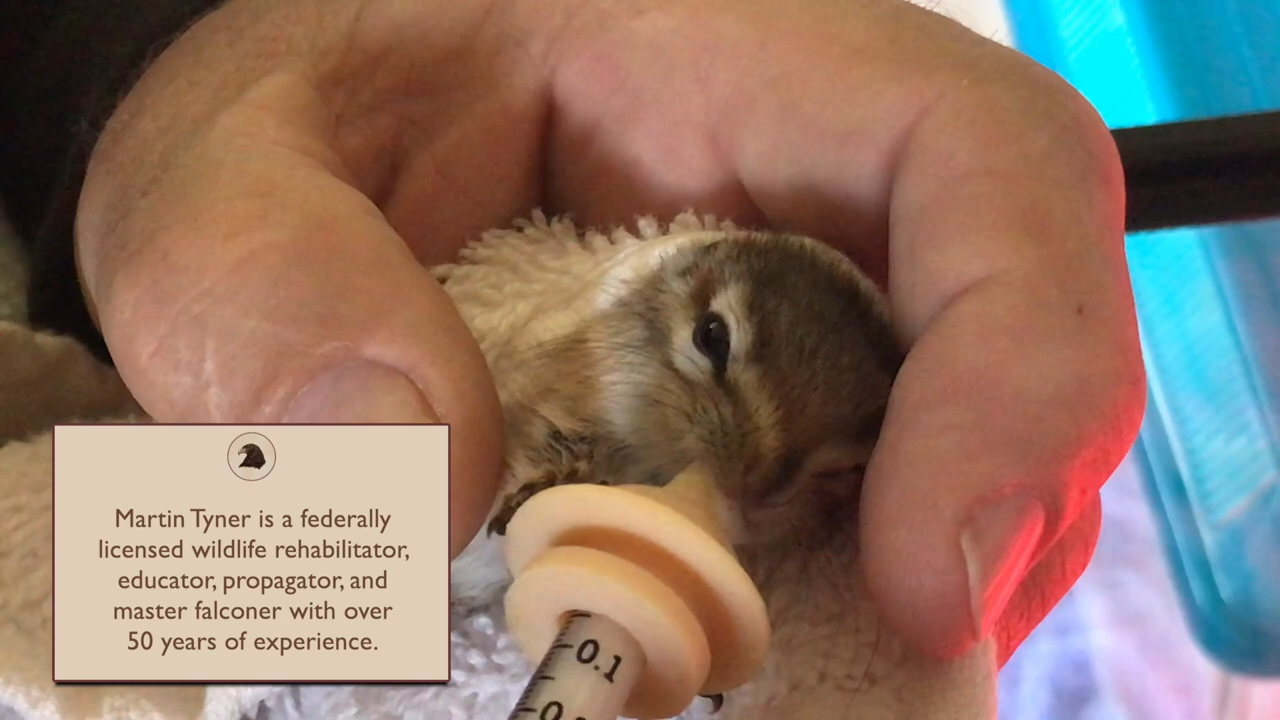 Martin Tyner is a federally
licensed wildlife rehabilitator,
educator, propagator, and
master falconer with over
50 years of experience.
0.1